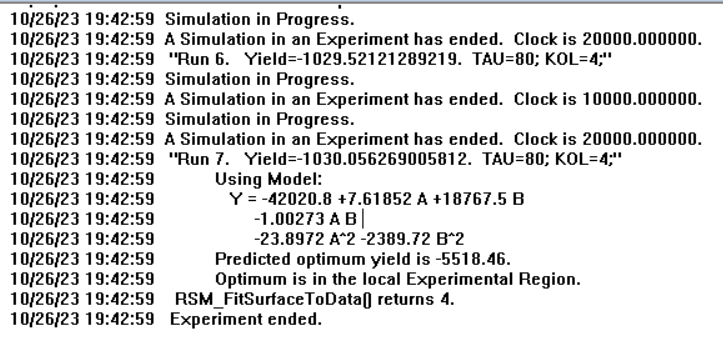 10/26/23 19:42:59 Simulation in Progress.
10/26/23 19:42:59 A Simulation in an Experiment has ended. Clock is 20000.000000.
10/26/23 19:42:59 "Run 6. Yield=-1029.52121289219. TAU=80; KOL=4;"
10/26/23 19:42:59 Simulation in Progress.
10/26/23 19:42:59 A Simulation in an Experiment has ended. Clock is 10000.000000.
10/26/23 19:42:59 Simulation in Progress.
10/26/23 19:42:59 A Simulation in an Experiment has ended. Clock is 20000.000000.
10/26/23 19:42:59 "Run 7. Yield=-1030.056269005812. TAU=80; KOL=4;"
10/26/23 19:42:59 Using Model:
10/26/23 19:42:59 Y = -42020.8 +7.61852 A +18767.5 B
10/26/23 19:42:59 -1.00273 A B
10/26/23 19:42:59 -23.8972 A^2 -2389.72 B^2
10/26/23 19:42:59 Predicted optimum yield is -5518.46.
10/26/23 19:42:59 Optimum is in the local Experimental Region.
10/26/23 19:42:59 RSM_FitSurfaceToData() returns 4.
10/26/23 19:42:59 Experiment ended.